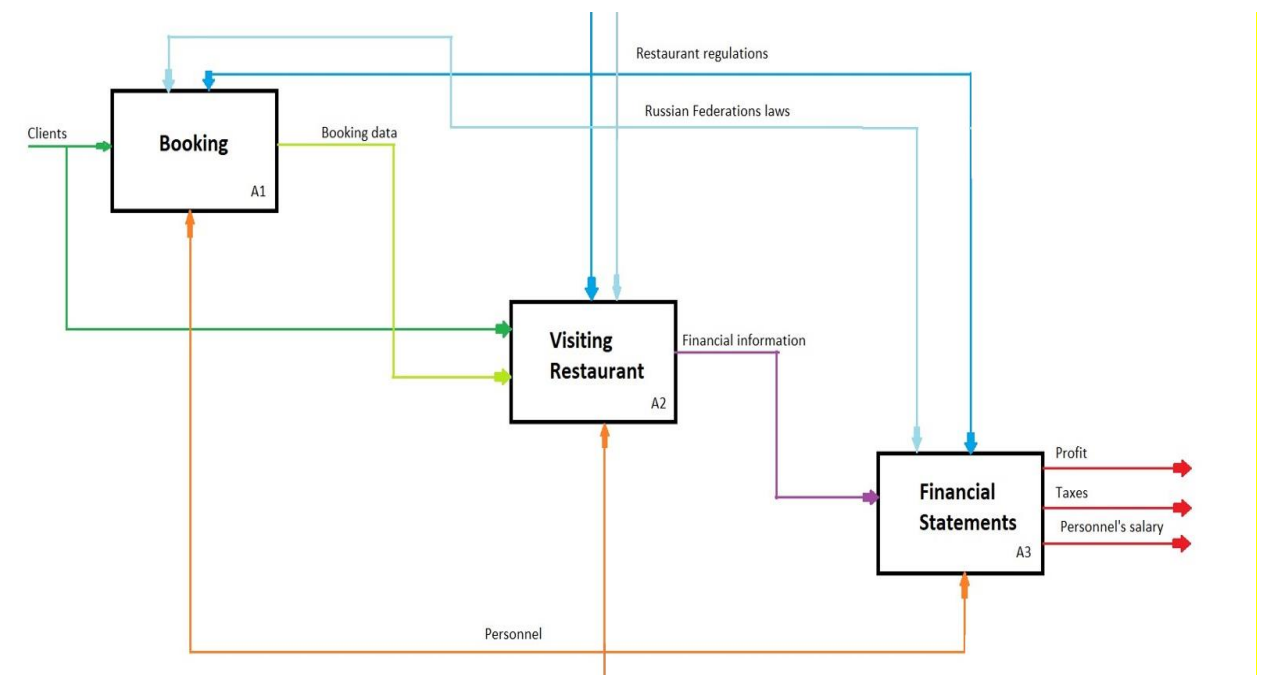 Restaurant regulations
Russian Federations laws
Clients
Booking
A1
Booking data
Visiting
Restaurant
A2
Financial information
Financial
Statements
A3
Profit
Taxes
Personnel's salary
Personnel